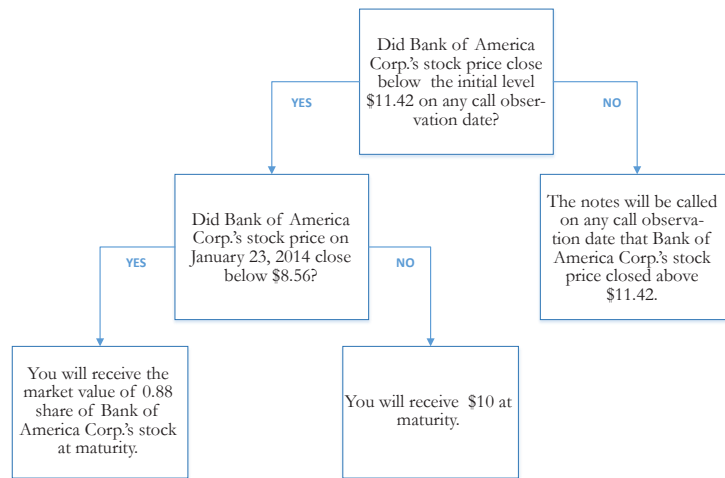 Did Bank of America
Corp.'s stock price close
below the initial level
$11.42 on any call obser-
vation date?
YES
NO
Did Bank of America
Corp.'s stock price on
January 23, 2014 close
below $8.56?
The notes will be called
on any call observa-
tion date that Bank of
America Corp.'s stock
price closed above
$11.42.
YES
NO
You will receive the
market value of 0.88
share of Bank of
America Corp.'s stock
at maturity.
You will receive $10 at
maturity.